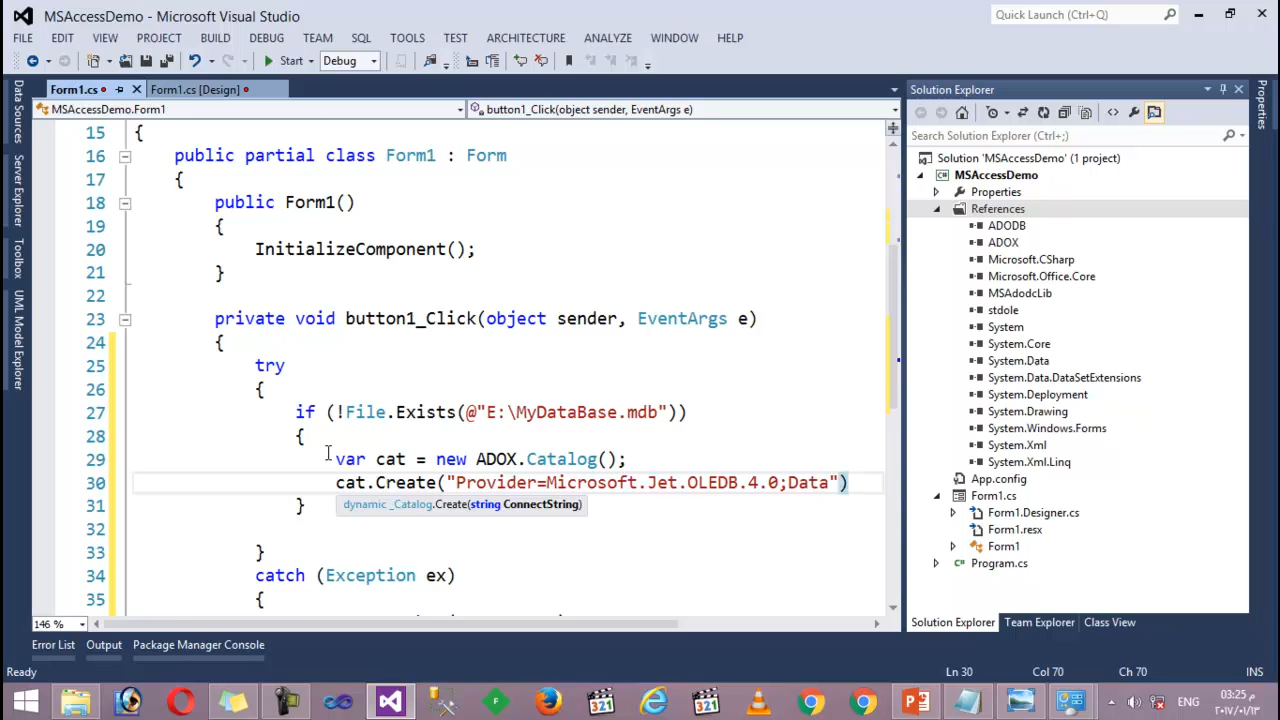 MSAccessDemo - Microsoft Visual Studio
Quick Launch (Ctrl+Q)
FILE EDIT VIEW PROJECT BUILD DEBUG TEAM SQL TOOLS TEST ARCHITECTURE ANALYZE WINDOW HELP
Start Debug
Form1.cs Form1.cs [Design]
MSAccessDemo.Form1 button1_Click(object sender, EventArgs e)
Data Sources
Server Explorer
Toolbox
UML Model Explorer
15 {
16 public partial class Form1 : Form
17 {
18 public Form1()
19 {
20 InitializeComponent();
21 }
22
23 private void button1_Click(object sender, EventArgs e)
24 {
25 try
26 {
27 if (!File.Exists(@"E:\MyDataBase.mdb"))
28 {
29 var cat = new ADOX.Catalog();
30 cat.Create("Provider=Microsoft.Jet.OLEDB.4.0;Data")
dynamic _Catalog.Create(string ConnectString)
31 }
32
33 }
34 catch (Exception ex)
35 {
146 %
Solution Explorer
Search Solution Explorer (Ctrl+;)
Solution 'MSAccessDemo' (1 project)
MSAccessDemo
Properties
References
ADODB
ADOX
Microsoft.CSharp
Microsoft.Office.Core
MSAdodcLib
stdole
System
System.Core
System.Data
System.Data.DataSetExtensions
System.Deployment
System.Drawing
System.Windows.Forms
System.Xml
System.Xml.Linq
App.config
Form1.cs
Form1.Designer.cs
Form1.resx
Form1
Program.cs
Solution Explorer Team Explorer Class View
Properties
Error List Output Package Manager Console
Ready Ln 30 Col 70 Ch 70 INS
321
321
ENG
03:25 م